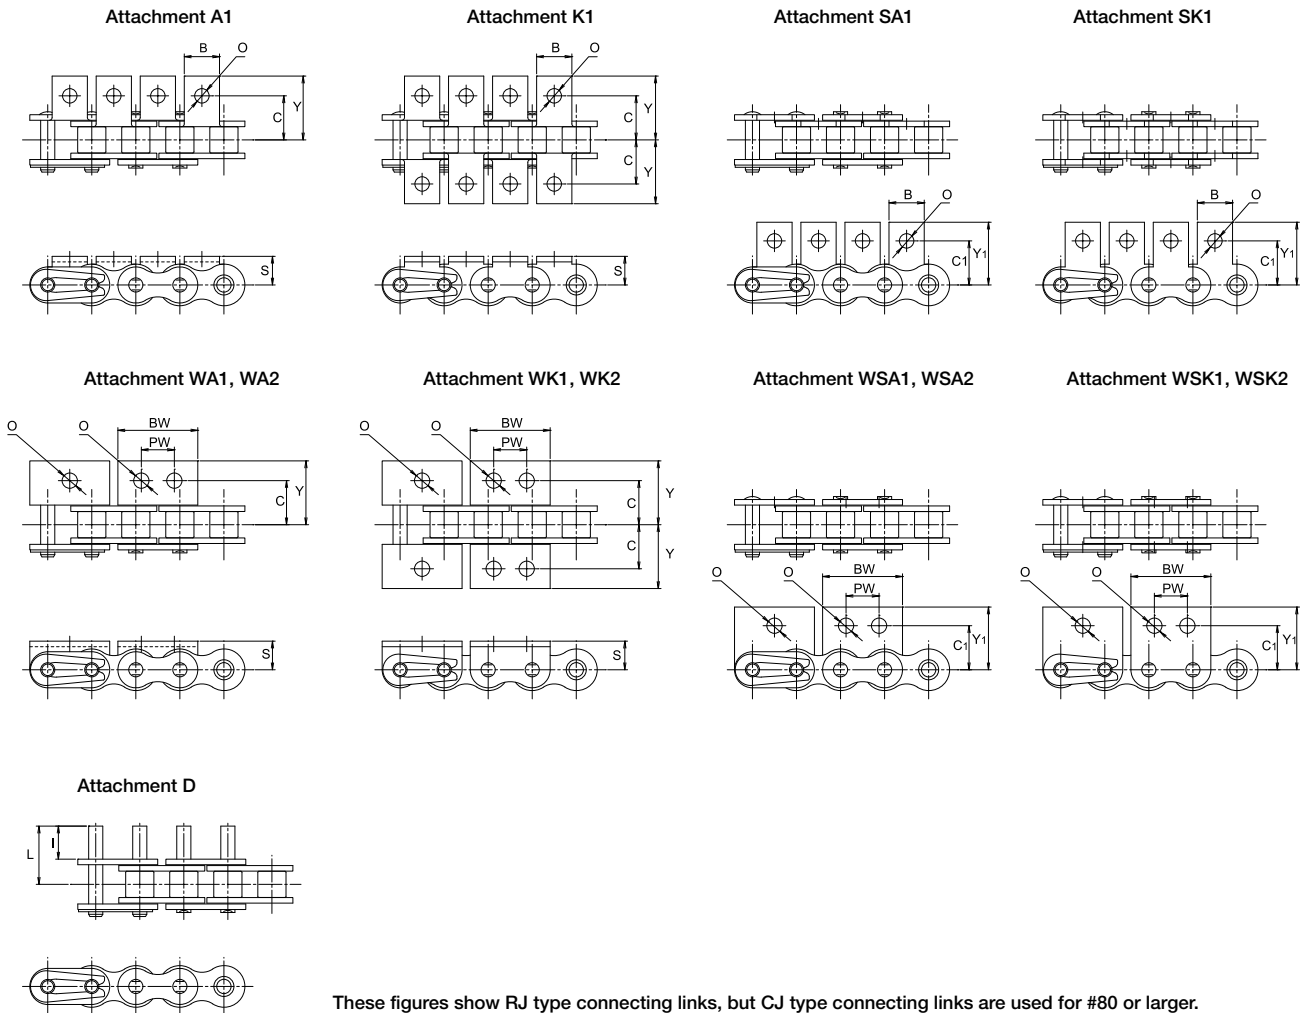 Attachment A1
Attachment K1
Attachment SA1
Attachment SK1
B
O
C
Y
S
B
O
C
Y
C
Y
S
B
O
C1
Y1
B
O
C1
Y1
Attachment WA1, WA2
Attachment WK1, WK2
Attachment WSA1, WSA2
Attachment WSK1, WSK2
O
O
BW
PW
C
Y
S
O
O
BW
PW
C
Y
C
Y
S
O
O
BW
PW
C1
Y1
O
O
BW
PW
C1
Y1
Attachment D
L
I
These figures show RJ type connecting links, but CJ type connecting links are used for #80 or larger.